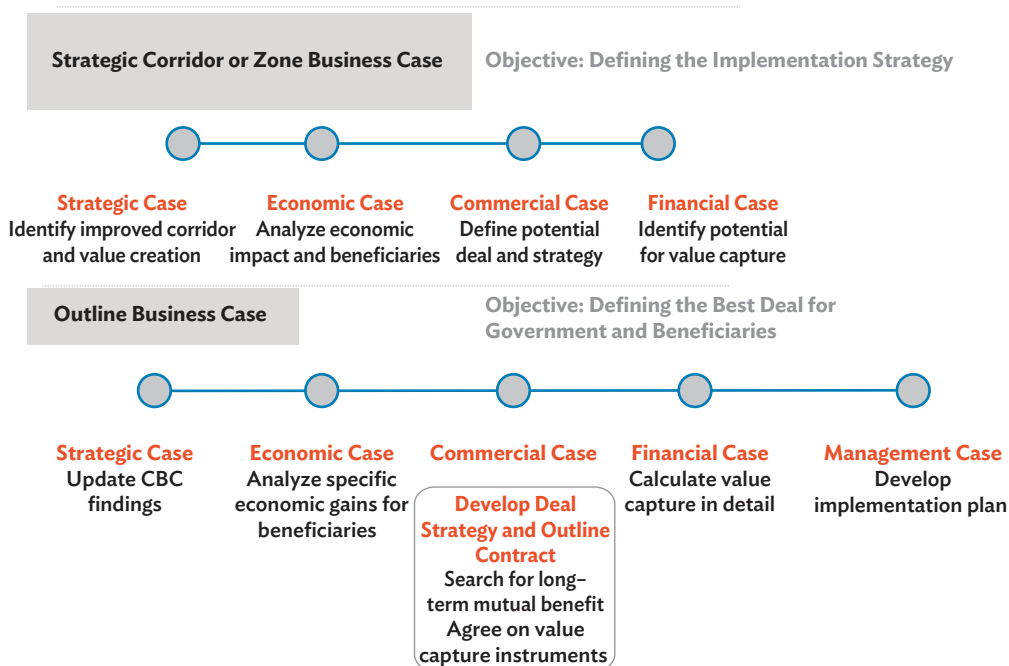 Strategic Corridor or Zone Business Case
Objective: Defining the Implementation Strategy
Strategic Case
Identify improved corridor
and value creation
Economic Case
Analyze economic
impact and beneficiaries
Commercial Case
Define potential
deal and strategy
Financial Case
Identify potential
for value capture
Outline Business Case
Objective: Defining the Best Deal for
Government and Beneficiaries
Strategic Case
Update CBC
findings
Economic Case
Analyze specific
economic gains for
beneficiaries
Commercial Case
Develop Deal
Strategy and Outline
Contract
Search for long–
term mutual benefit
Agree on value
capture instruments
Financial Case
Calculate value
capture in detail
Management Case
Develop
implementation plan